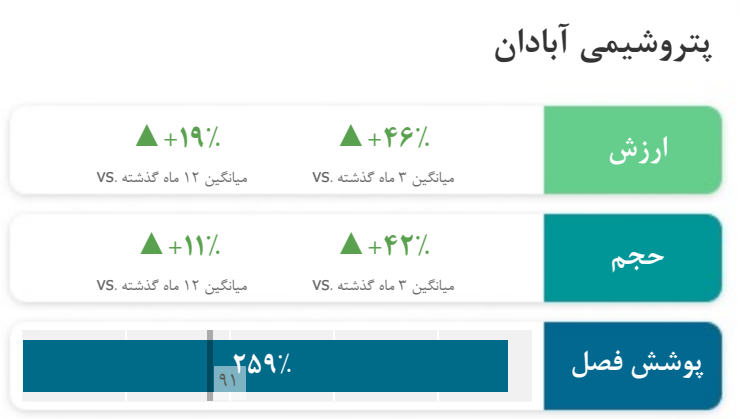 پتروشیمی آبادان
ارزش
+۴۶٪ ▲
میانگین ۳ ماه گذشته .VS
+۱۹٪ ▲
میانگین ۱۲ ماه گذشته .VS
حجم
+۴۲٪ ▲
میانگین ۳ ماه گذشته .VS
+۱۱٪ ▲
میانگین ۱۲ ماه گذشته .VS
پوشش فصل
۲۵۹٪
۹۱